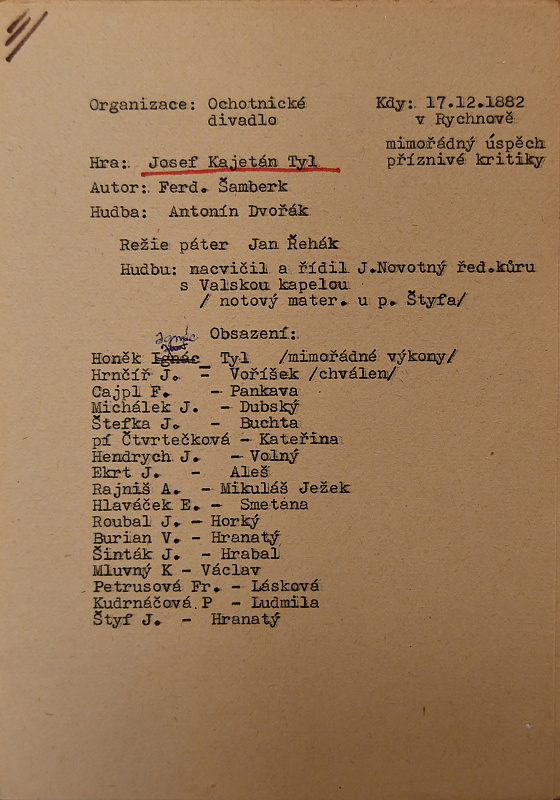 Organizace: Ochotnické
divadlo
Kdy: 17.12.1882
v Rychnově
mimořádný úspěch
příznivé kritiky
Hra: Josef Kajetán Tyl
Autor: Ferd. Šamberk
Hudba: Antonín Dvořák
Režie páter Jan Řehák
Hudbu: nacvičil a řídil J.Novotný řed.kůru
s Valskou kapelou
/ notový mater. u p. Štyfa/
Obsazení:
Ignác
Honěk Ignác Tyl /mimořádné výkony/
Hrnčíř J. - Voříšek /chválen/
Cajpl F. - Pankava
Michálek J. - Dubský
Štefka J. - Buchta
pí Čtvrtečková - Kateřina
Hendrych J. - Volný
Ekrt J. - Aleš
Rajniš A. - Mikuláš Ježek
Hlaváček E. - Smetana
Roubal J. - Horký
Burian V. - Hranatý
Šinták J. - Hrabal
Mluvný K - Václav
Petrusová Fr. - Lásková
Kudrnáčová.P - Ludmila
Štyf J. - Hranatý